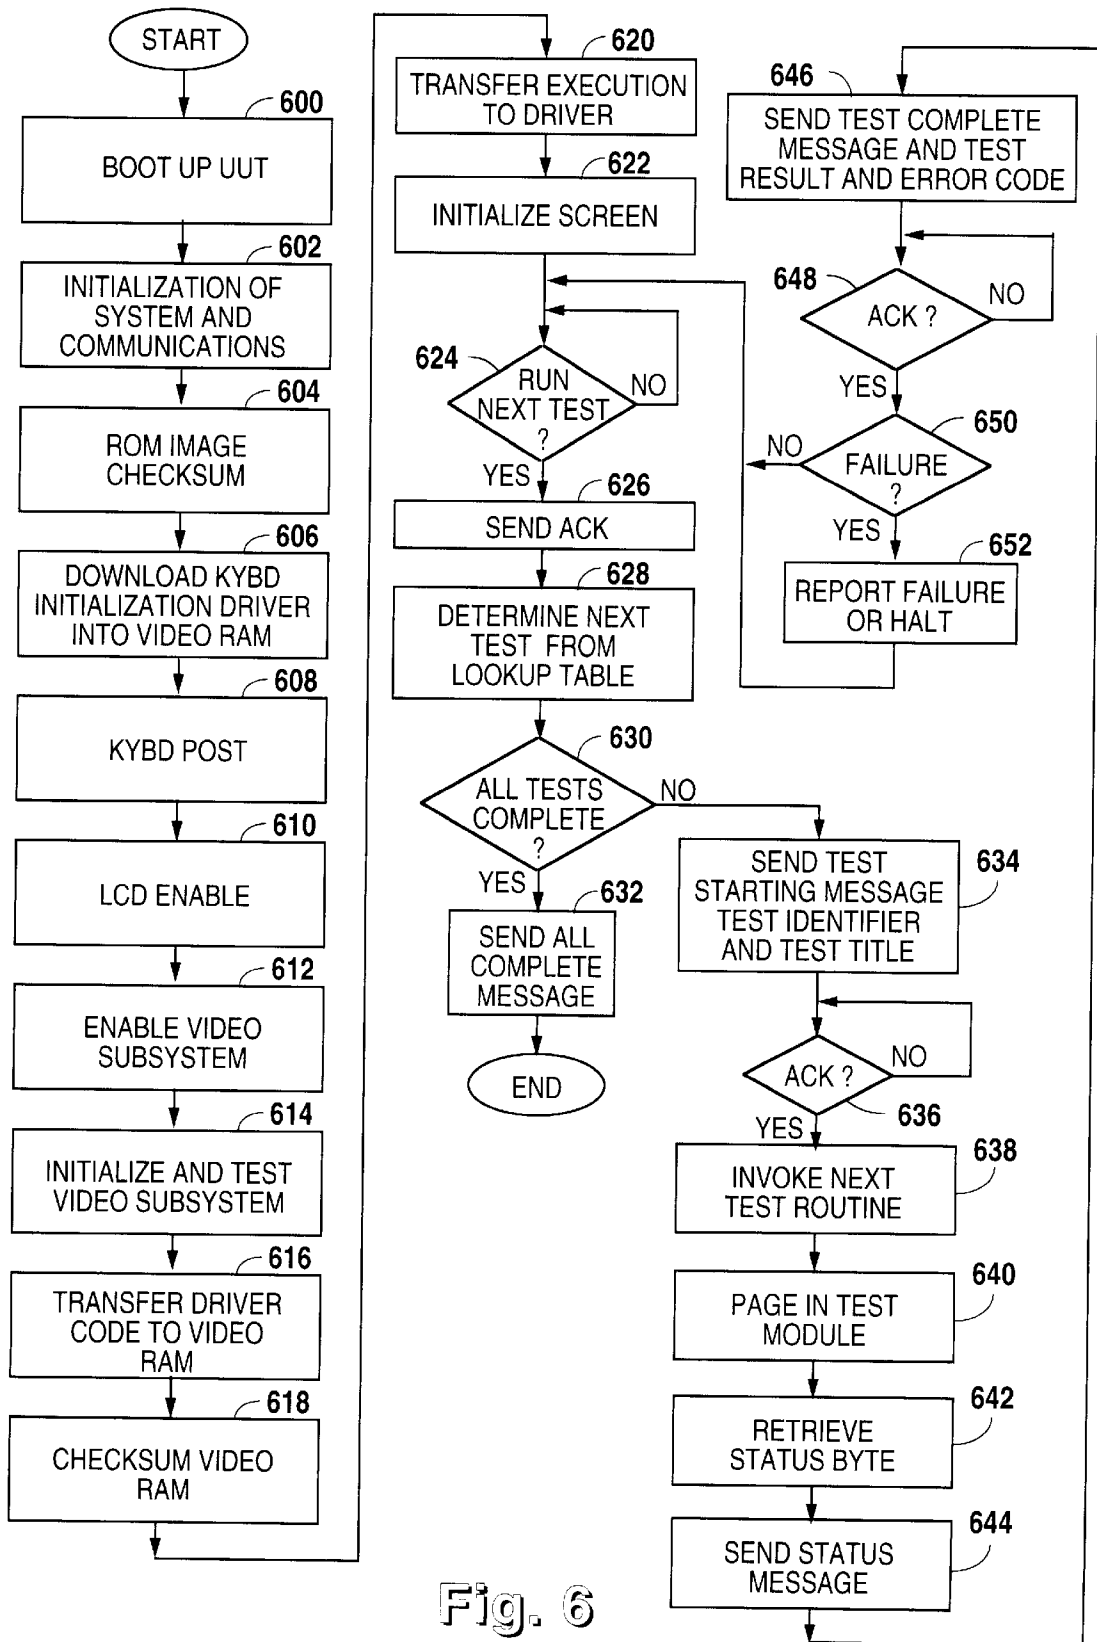 START
600
BOOT UP UUT
602
INITIALIZATION OF
SYSTEM AND
COMMUNICATIONS
604
ROM IMAGE
CHECKSUM
606
DOWNLOAD KYBD
INITIALIZATION DRIVER
INTO VIDEO RAM
608
KYBD POST
610
LCD ENABLE
612
ENABLE VIDEO
SUBSYSTEM
614
INITIALIZE AND TEST
VIDEO SUBSYSTEM
616
TRANSFER DRIVER
CODE TO VIDEO
RAM
618
CHECKSUM VIDEO
RAM
620
TRANSFER EXECUTION
TO DRIVER
622
INITIALIZE SCREEN
624
RUN
NEXT TEST
?
NO
YES
626
SEND ACK
628
DETERMINE NEXT
TEST FROM
LOOKUP TABLE
630
ALL TESTS
COMPLETE
?
NO
YES
632
SEND ALL
COMPLETE
MESSAGE
END
634
SEND TEST
STARTING MESSAGE
TEST IDENTIFIER
AND TEST TITLE
ACK ?
NO
636
YES
638
INVOKE NEXT
TEST ROUTINE
640
PAGE IN TEST
MODULE
642
RETRIEVE
STATUS BYTE
644
SEND STATUS
MESSAGE
646
SEND TEST COMPLETE
MESSAGE AND TEST
RESULT AND ERROR CODE
648
ACK ?
NO
YES
650
FAILURE
?
NO
YES
652
REPORT FAILURE
OR HALT
Fig. 6